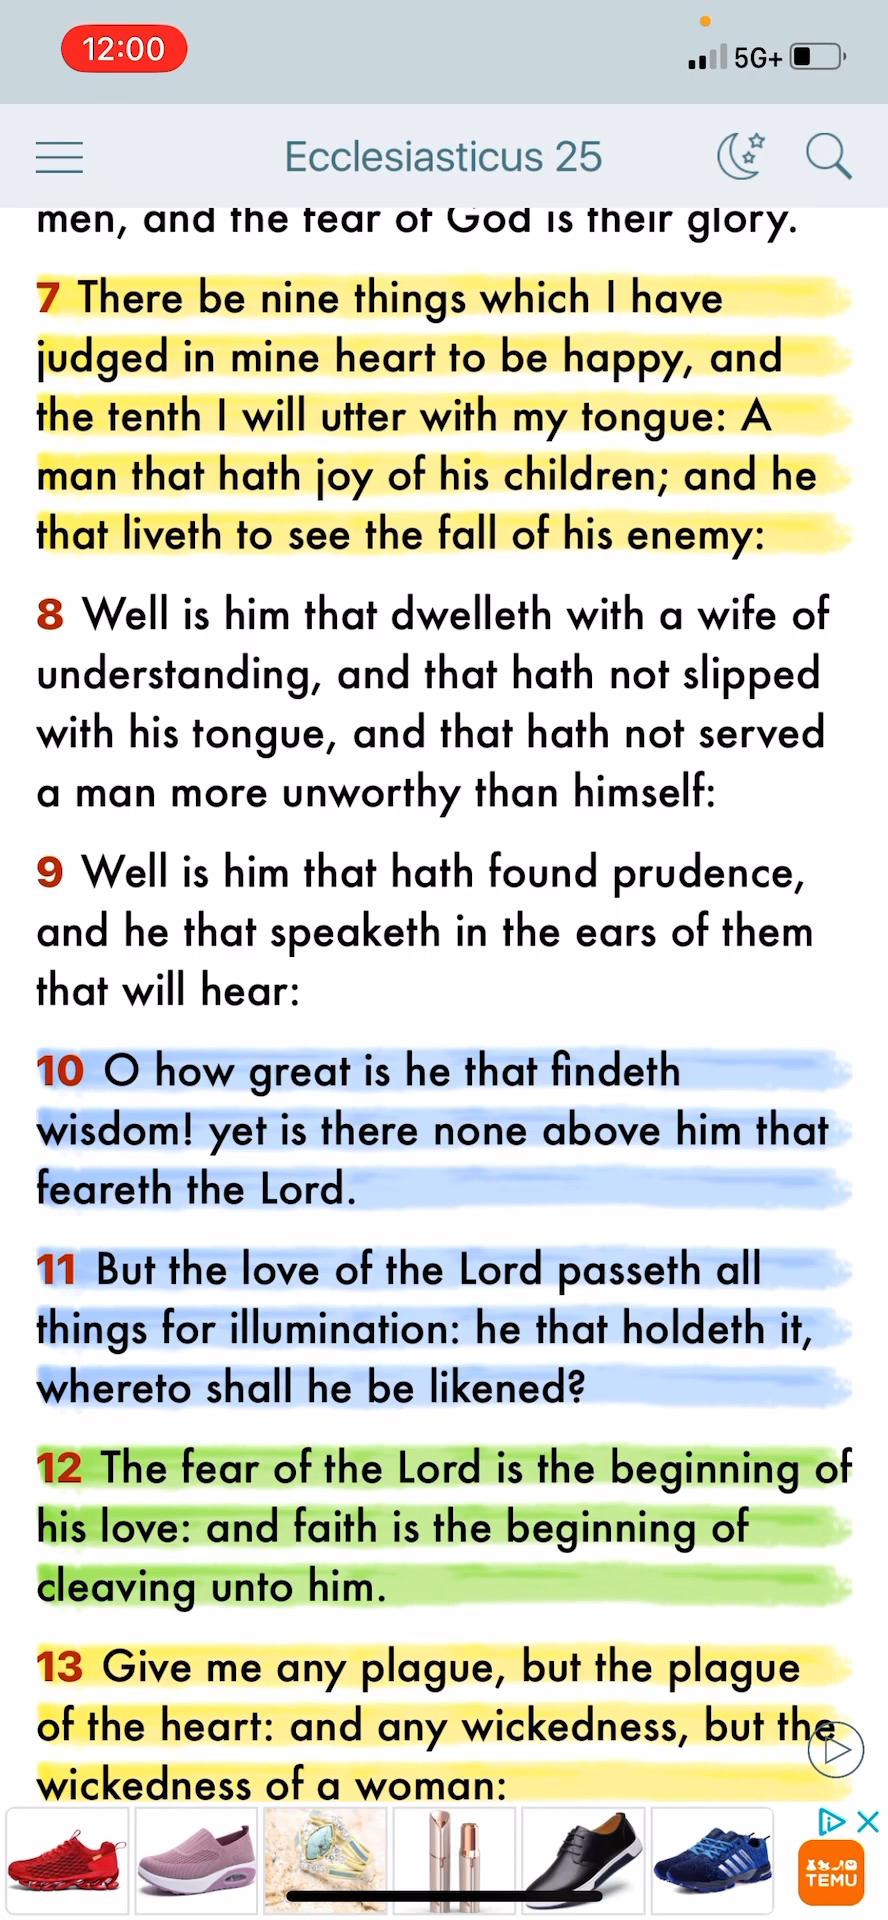 12:00
5G+
Ecclesiasticus 25
men, and the fear of God is their glory.
7 There be nine things which I have
judged in mine heart to be happy, and
the tenth I will utter with my tongue: A
man that hath joy of his children; and he
that liveth to see the fall of his enemy:
8 Well is him that dwelleth with a wife of
understanding, and that hath not slipped
with his tongue, and that hath not served
a man more unworthy than himself:
9 Well is him that hath found prudence,
and he that speaketh in the ears of them
that will hear:
10 O how great is he that findeth
wisdom! yet is there none above him that
feareth the Lord.
11 But the love of the Lord passeth all
things for illumination: he that holdeth it,
whereto shall he be likened?
12 The fear of the Lord is the beginning of
his love: and faith is the beginning of
cleaving unto him.
13 Give me any plague, but the plague
of the heart: and any wickedness, but the
wickedness of a woman:
TEMU